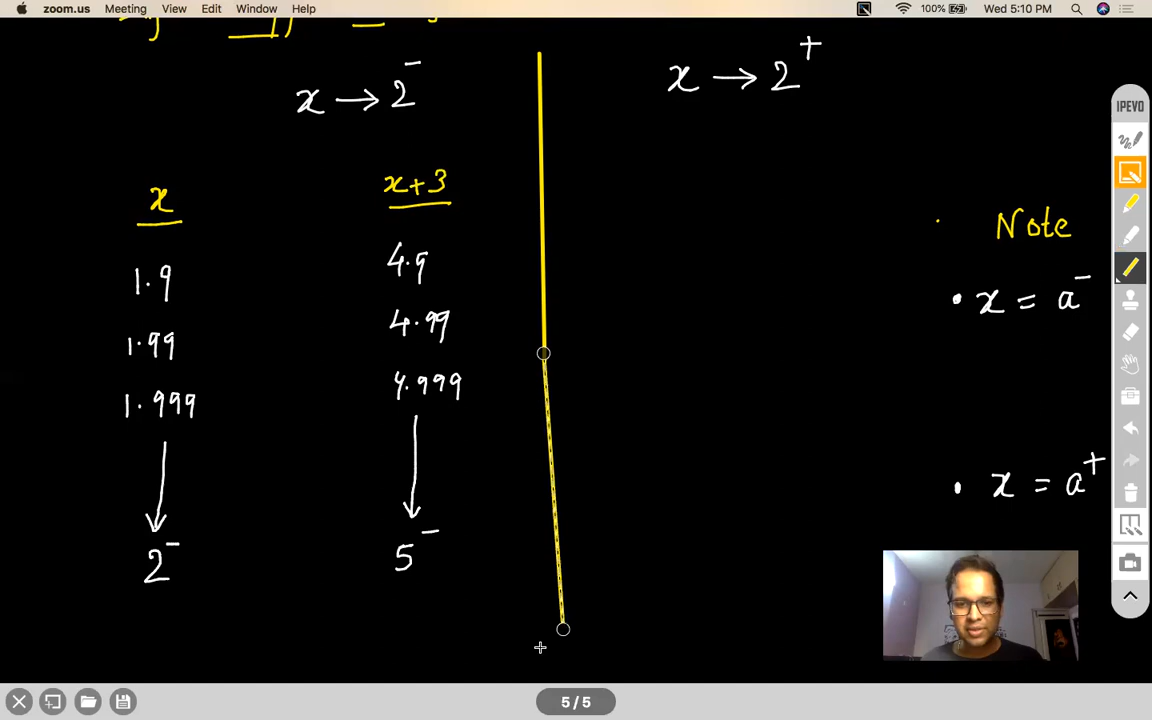 zoom.us Meeting View Edit Window Help 100% Wed 5:10 PM
x → 2⁻
x → 2⁺
IPEVO
x
x+3
Note
1.9
4.9
• x = a⁻
1.99
4.99
1.999
4.999
• x = a⁺
2⁻
5⁻
5 / 5